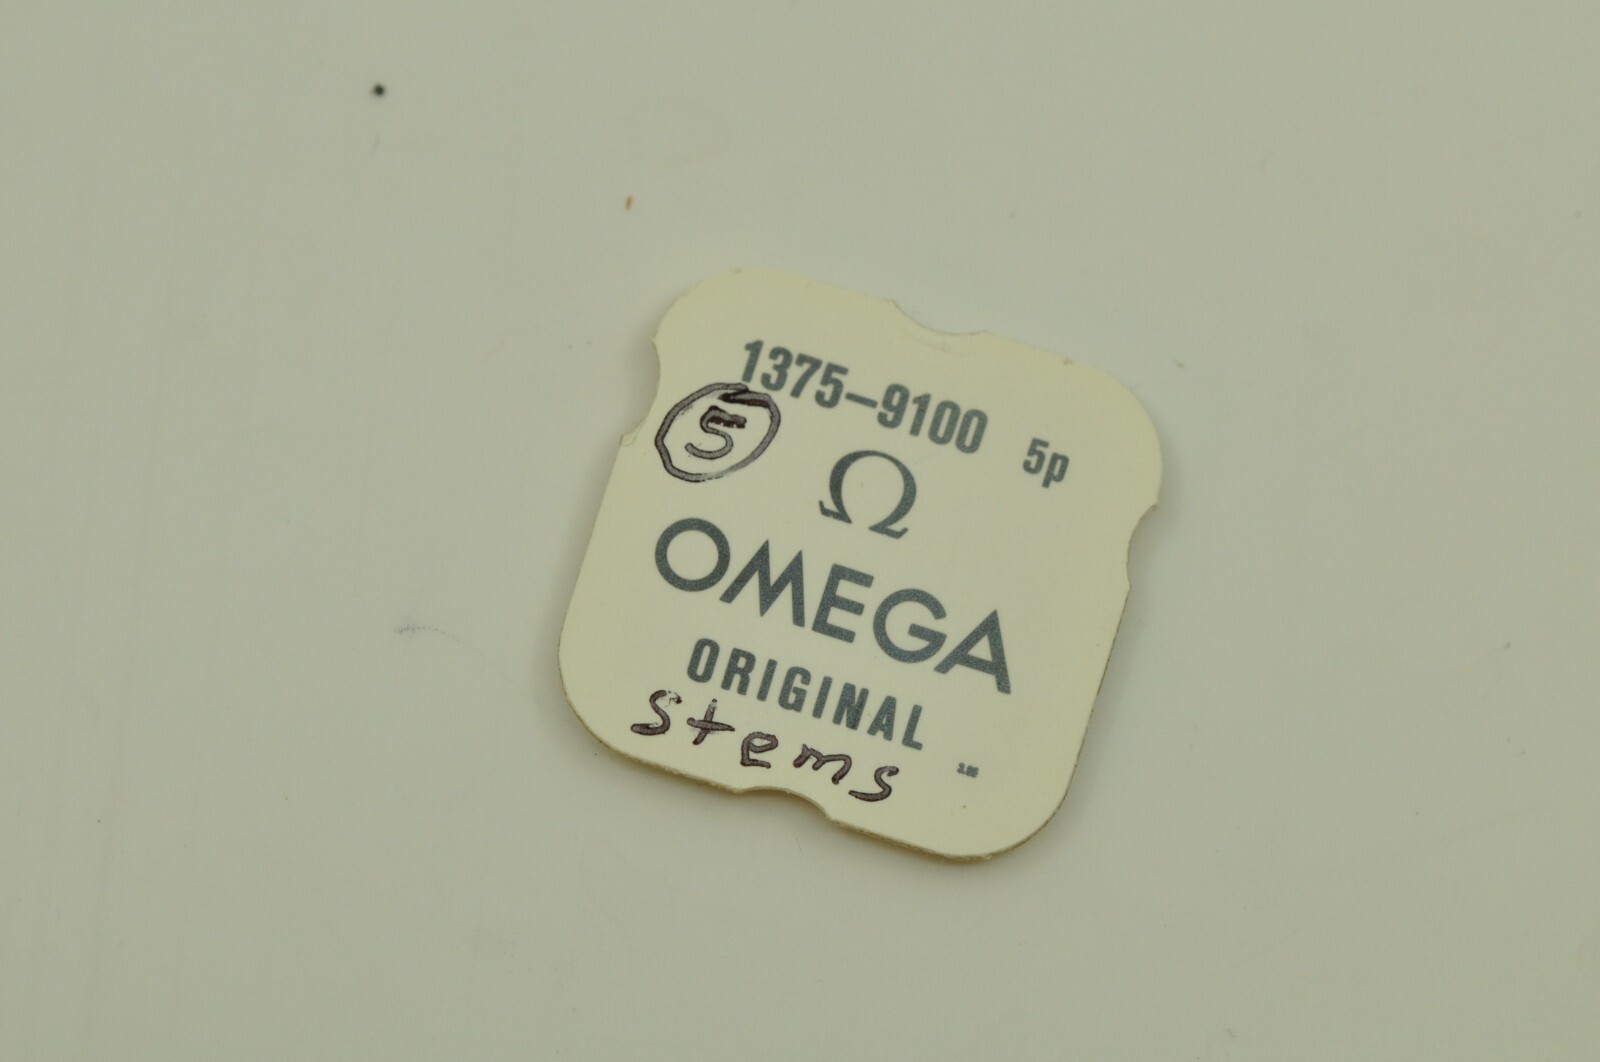 1375-9100 5p
5
Ω
OMEGA
ORIGINAL
stems